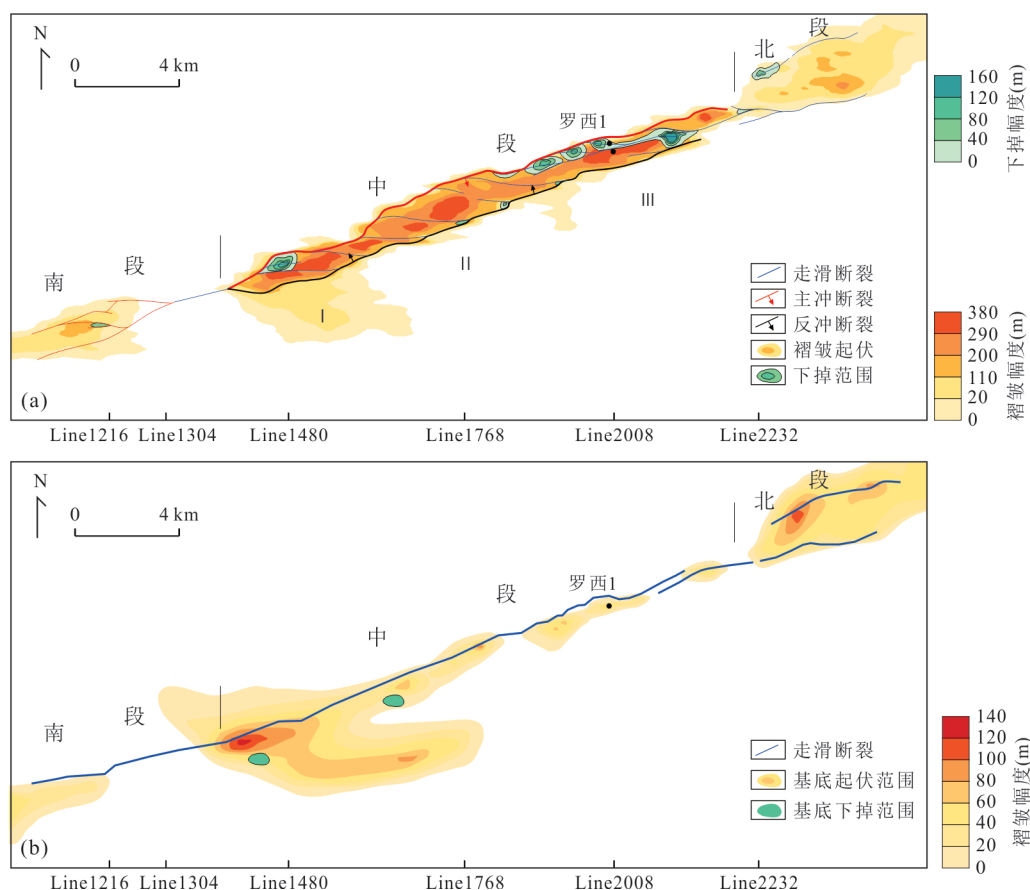 N
0 4 km
北 段
罗西1
段
中
III
II
南 段
I
走滑断裂
主冲断裂
反冲断裂
褶皱起伏
下掉范围
160
120
80
40
0
下掉幅度(m)
380
290
200
110
20
0
褶皱幅度(m)
(a)
Line1216 Line1304 Line1480 Line1768 Line2008 Line2232
N
0 4 km
北 段
罗西1
段
中
南 段
走滑断裂
基底起伏范围
基底下掉范围
140
120
100
80
60
40
20
0
褶皱幅度(m)
(b)
Line1216 Line1304 Line1480 Line1768 Line2008 Line2232